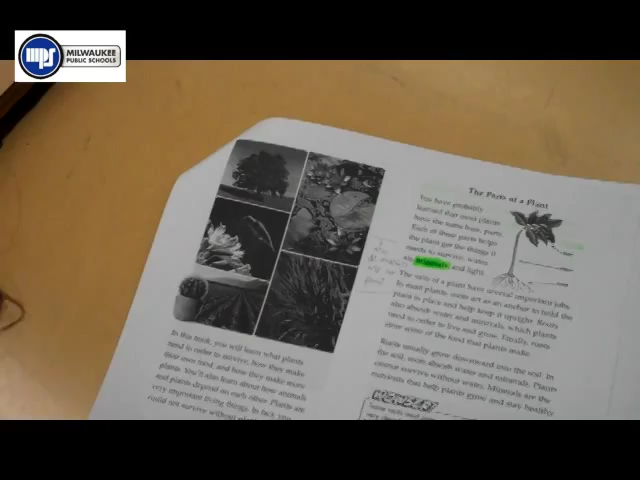 mps
MILWAUKEE
PUBLIC SCHOOLS
The Parts of a Plant
You have probably
learned that most plants
have the same basic parts.
Each of these parts helps
the plant get the things it
needs to survive: water,
air, and light.
The roots of a plant have several important jobs.
In most plants, roots act as an anchor to hold the
plant in place and help keep it upright. Roots
also absorb water and minerals, which plants
need to order to live and grow. Finally, roots
store some of the food that plants make.
Roots usually grow downward into the soil. In
the soil, roots absorb water and minerals. Plants
cannot survive without water. Minerals are the
nutrients that help plants grow and stay healthy
In this book, you will learn what plants
need in order to survive, how they make
their own food, and how they make more
plants. You'll also learn about how animals
and plants depend on each other. Plants are
very important living things. In fact, you
could not survive without